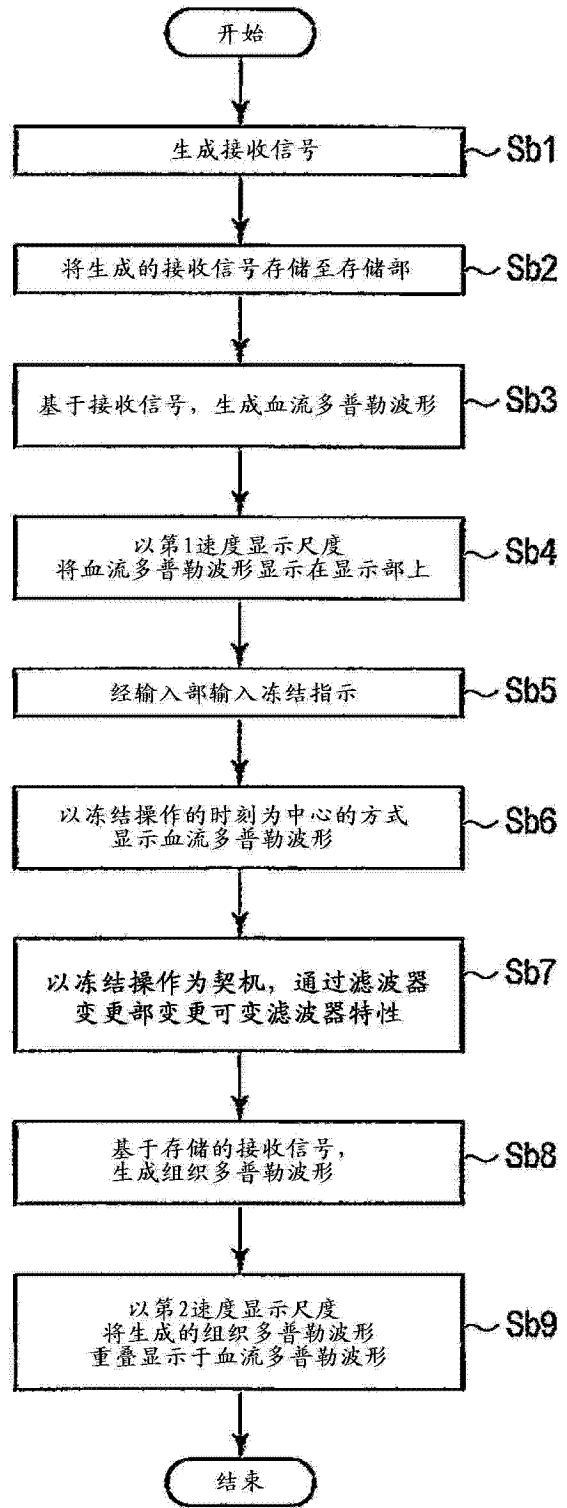 开始
生成接收信号
Sb1
将生成的接收信号存储至存储部
Sb2
基于接收信号，生成血流多普勒波形
Sb3
以第1速度显示尺度
将血流多普勒波形显示在显示部上
Sb4
经输入部输入冻结指示
Sb5
以冻结操作的时刻为中心的方式
显示血流多普勒波形
Sb6
以冻结操作为契机，通过滤波器
变更部变更可变滤波器特性
Sb7
基于存储的接收信号，
生成组织多普勒波形
Sb8
以第2速度显示尺度
将生成的组织多普勒波形
重叠显示于血流多普勒波形
Sb9
结束